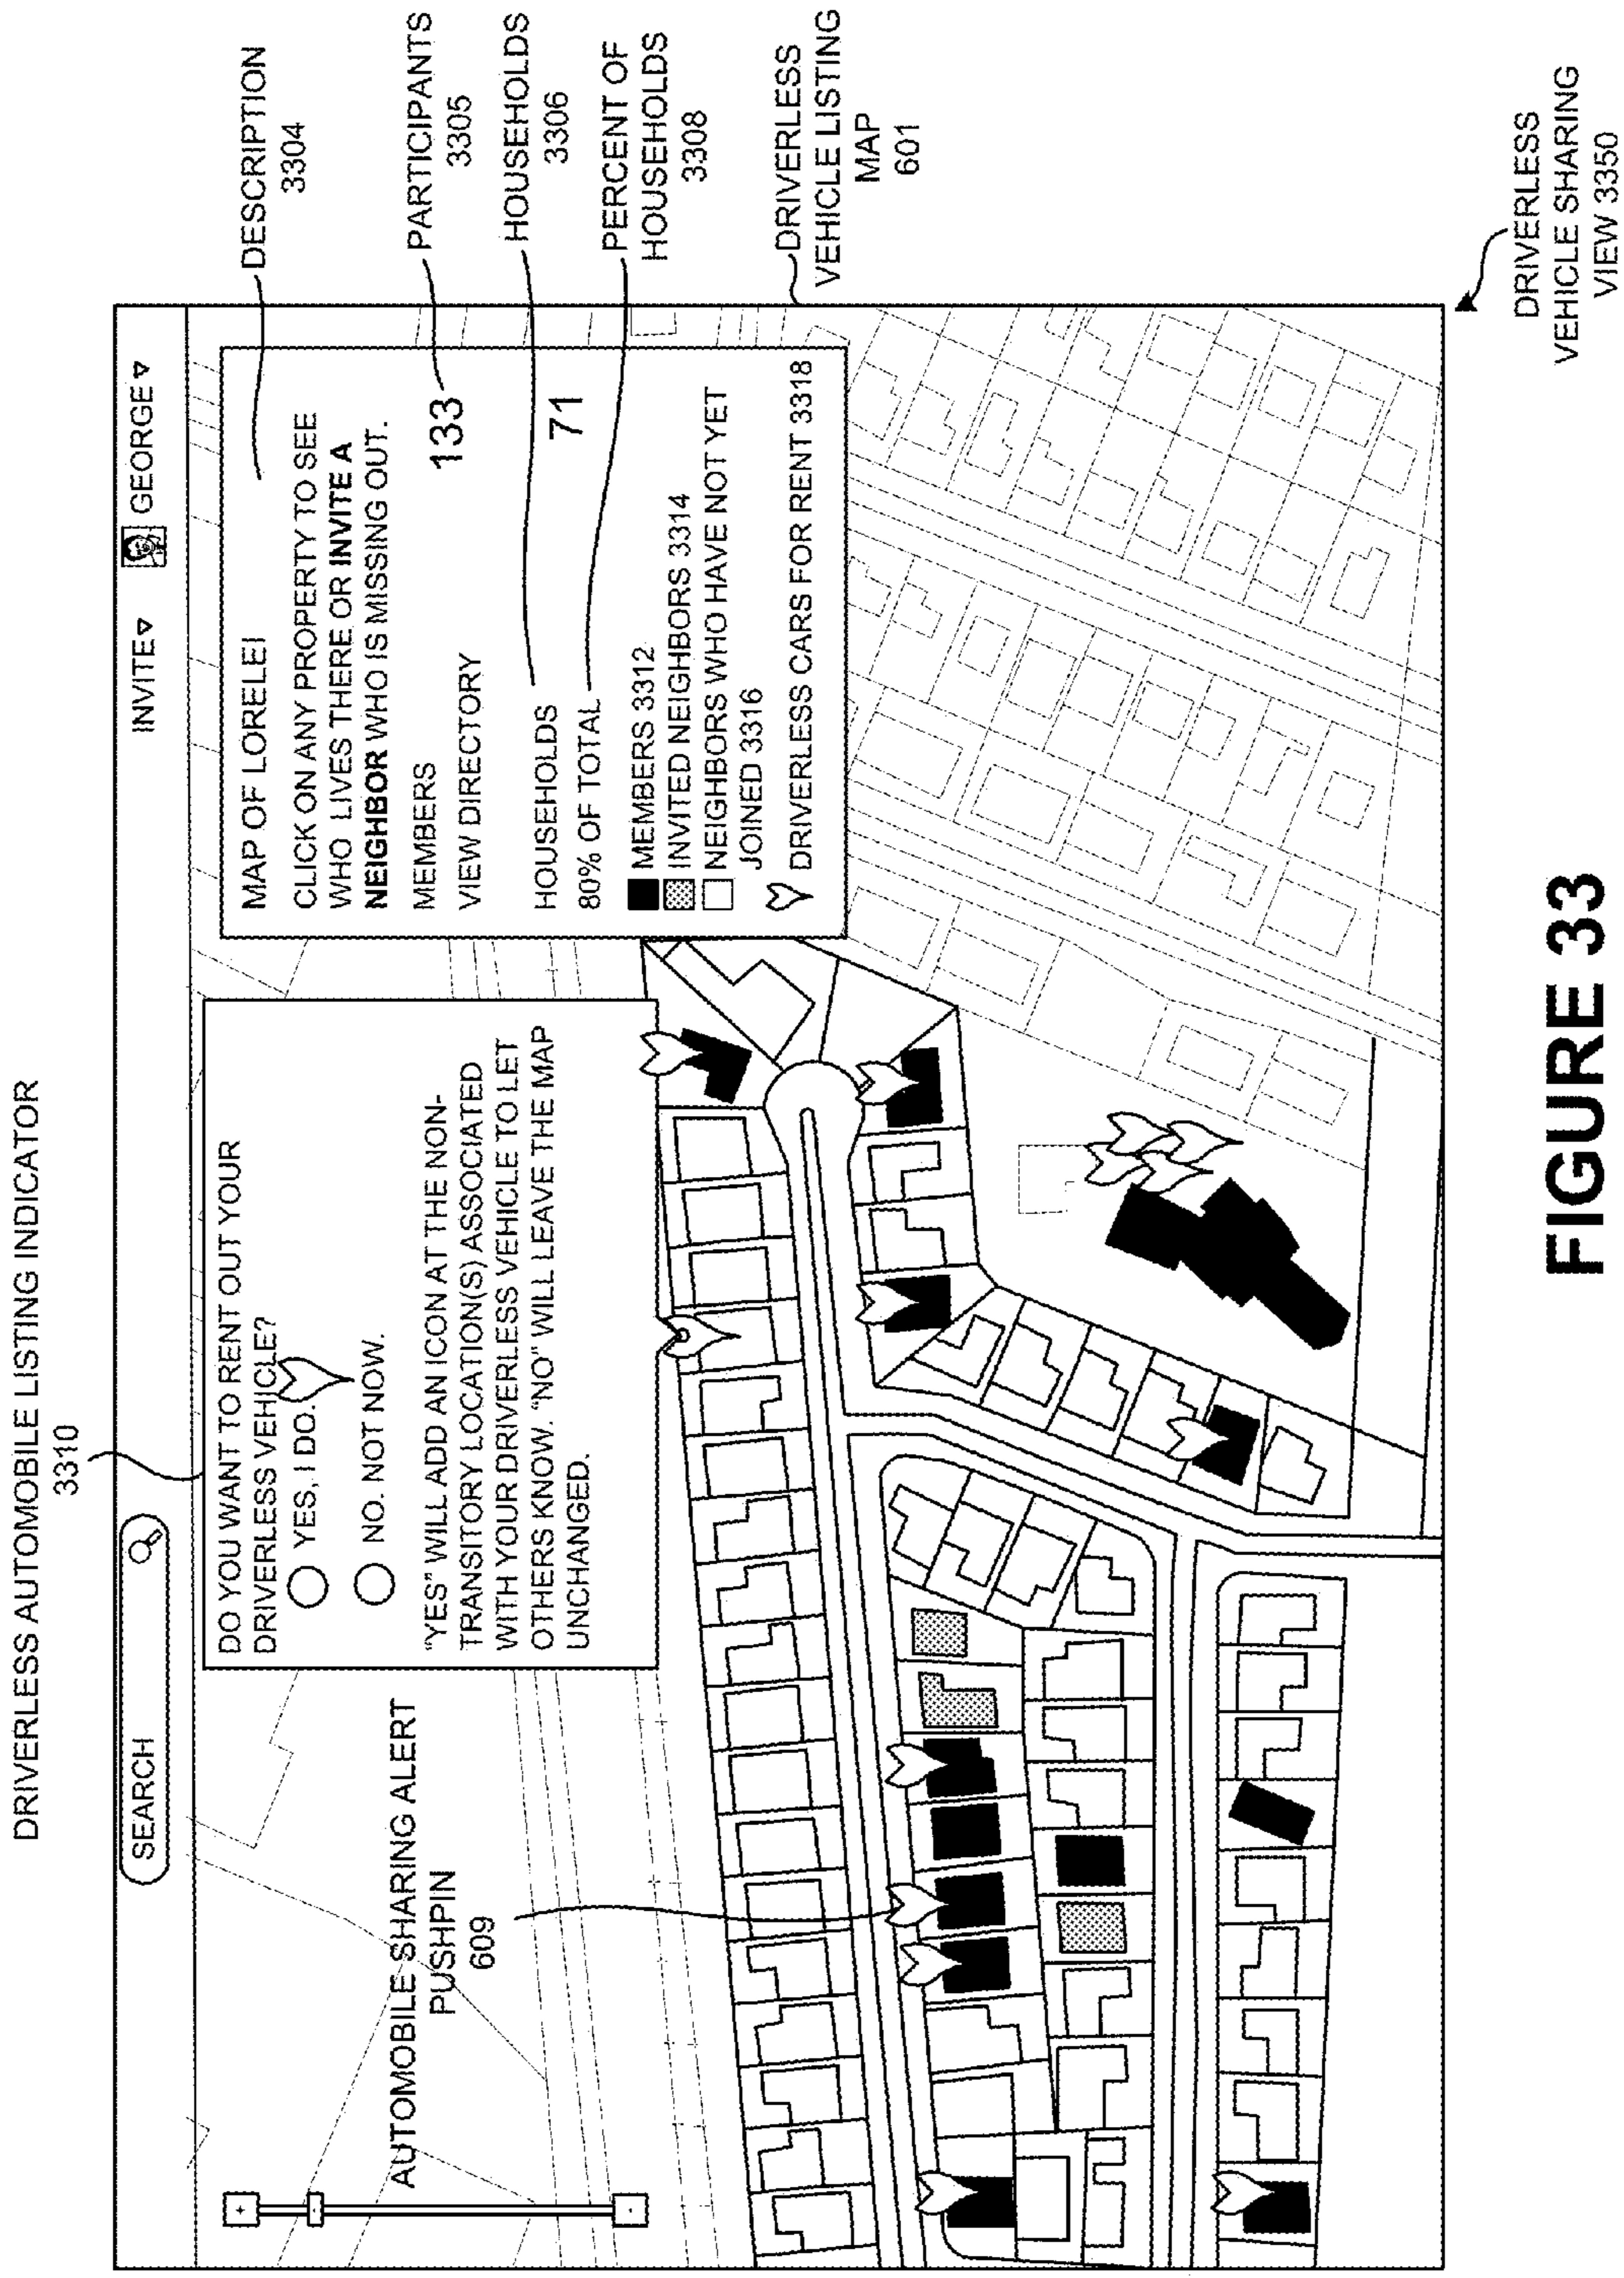 DRIVERLESS AUTOMOBILE LISTING INDICATOR
3310
SEARCH
INVITE
GEORGE
DO YOU WANT TO RENT OUT YOUR
DRIVERLESS VEHICLE?
YES, I DO.
NO. NOT NOW.
"YES" WILL ADD AN ICON AT THE NON-
TRANSITORY LOCATION(S) ASSOCIATED
WITH YOUR DRIVERLESS VEHICLE TO LET
OTHERS KNOW. "NO" WILL LEAVE THE MAP
UNCHANGED.
MAP OF LORELEI
CLICK ON ANY PROPERTY TO SEE
WHO LIVES THERE OR INVITE A
NEIGHBOR WHO IS MISSING OUT.
MEMBERS 133
VIEW DIRECTORY
HOUSEHOLDS 71
80% OF TOTAL
MEMBERS 3312
INVITED NEIGHBORS 3314
NEIGHBORS WHO HAVE NOT YET
JOINED 3316
DRIVERLESS CARS FOR RENT 3318
DESCRIPTION
3304
PARTICIPANTS
3305
HOUSEHOLDS
3306
PERCENT OF
HOUSEHOLDS
3308
DRIVERLESS
VEHICLE LISTING
MAP
601
AUTOMOBILE SHARING ALERT
PUSHPIN
609
+
-
DRIVERLESS
VEHICLE SHARING
VIEW 3350
FIGURE 33